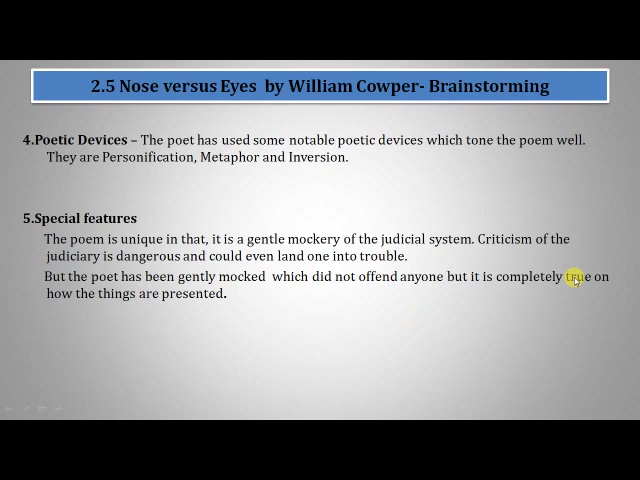 2.5 Nose versus Eyes by William Cowper- Brainstorming
4.Poetic Devices – The poet has used some notable poetic devices which tone the poem well.
They are Personification, Metaphor and Inversion.
5.Special features
The poem is unique in that, it is a gentle mockery of the judicial system. Criticism of the
judiciary is dangerous and could even land one into trouble.
But the poet has been gently mocked which did not offend anyone but it is completely true on
how the things are presented.